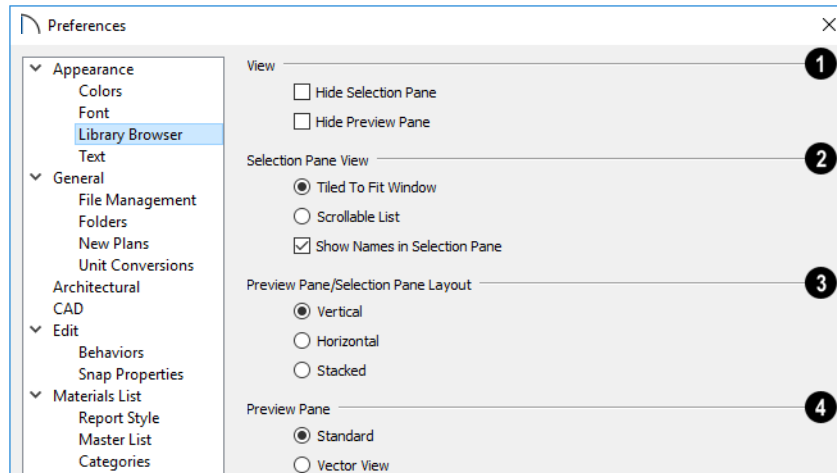 Preferences
Appearance
Colors
Font
Library Browser
Text
General
File Management
Folders
New Plans
Unit Conversions
Architectural
CAD
Edit
Behaviors
Snap Properties
Materials List
Report Style
Master List
Categories
View 1
Hide Selection Pane
Hide Preview Pane
Selection Pane View 2
Tiled To Fit Window
Scrollable List
Show Names in Selection Pane
Preview Pane/Selection Pane Layout 3
Vertical
Horizontal
Stacked
Preview Pane 4
Standard
Vector View